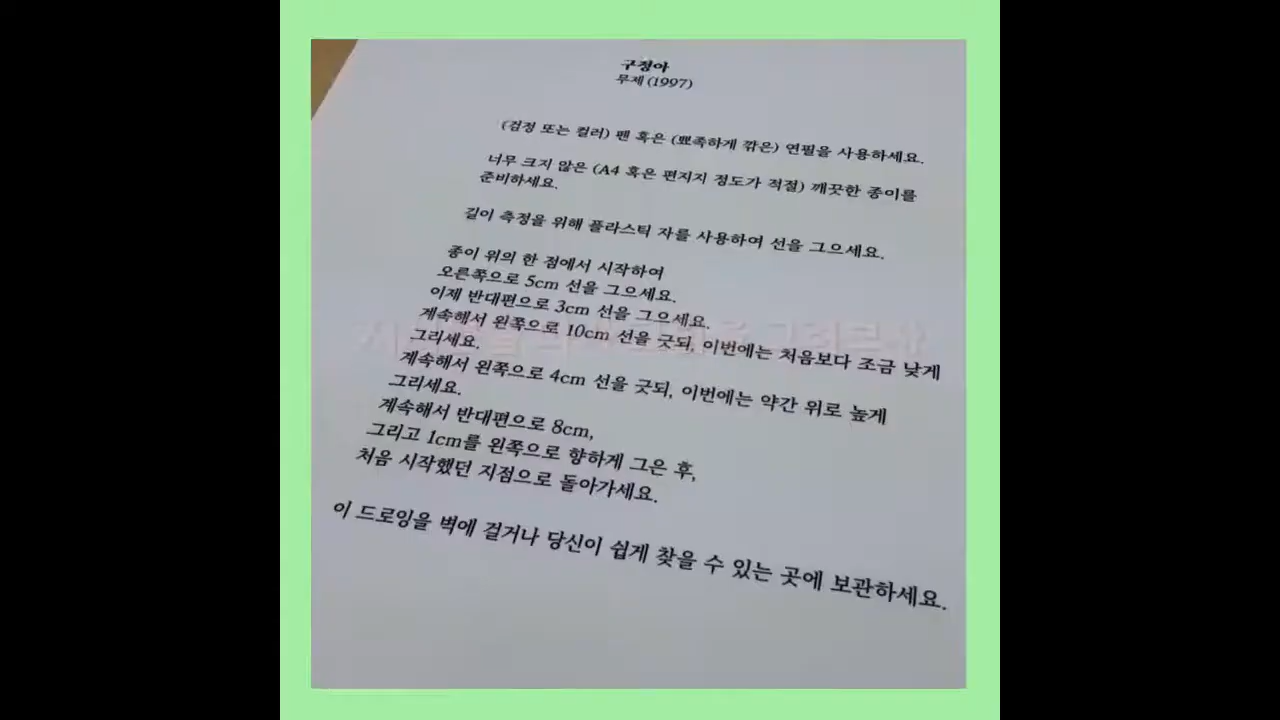 구정아
무제 (1997)
(검정 또는 컬러) 펜 혹은 (뾰족하게 깎은) 연필을 사용하세요.
너무 크지 않은 (A4 혹은 편지지 정도가 적절) 깨끗한 종이를
준비하세요.
길이 측정을 위해 플라스틱 자를 사용하여 선을 그으세요.
종이 위의 한 점에서 시작하여
오른쪽으로 5cm 선을 그으세요.
이제 반대편으로 3cm 선을 그으세요.
계속해서 왼쪽으로 10cm 선을 긋되, 이번에는 처음보다 조금 낮게
그리세요.
계속해서 왼쪽으로 4cm 선을 긋되, 이번에는 약간 위로 높게
그리세요.
계속해서 반대편으로 8cm,
그리고 1cm를 왼쪽으로 향하게 그은 후,
처음 시작했던 지점으로 돌아가세요.
이 드로잉을 벽에 걸거나 당신이 쉽게 찾을 수 있는 곳에 보관하세요.